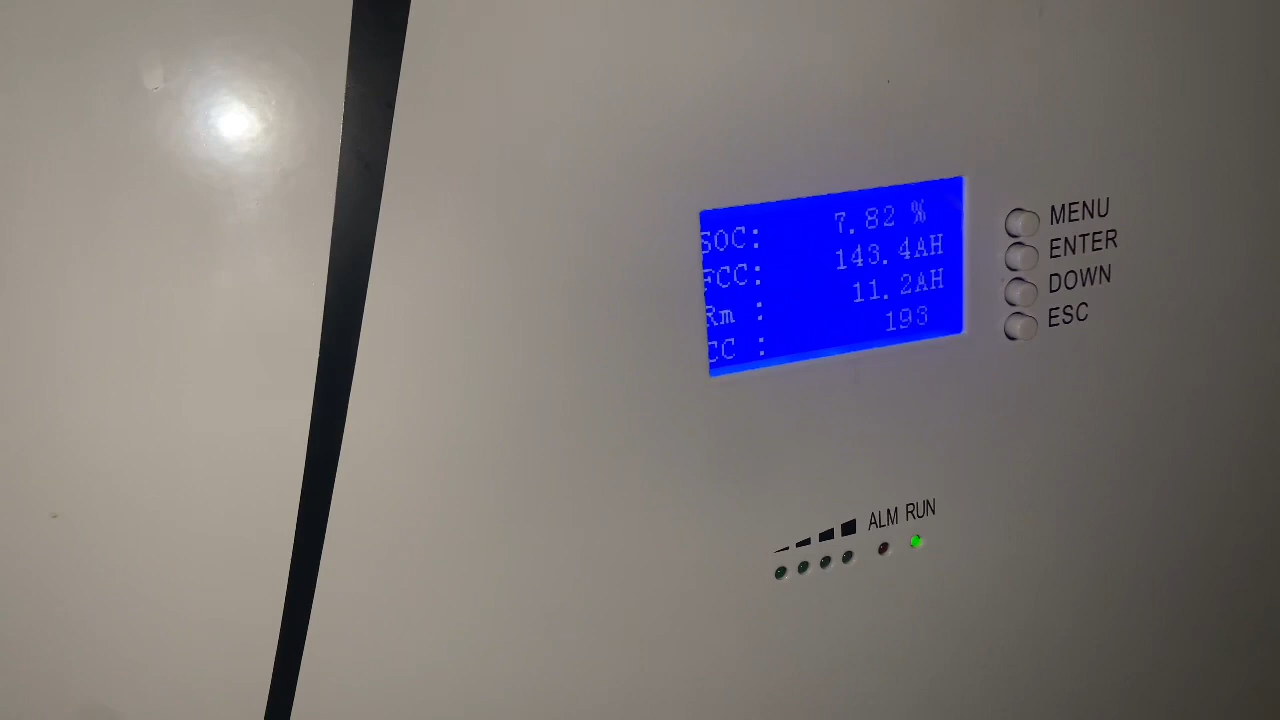 SOC: 7.82 %
FCC: 143.4AH
Rm : 11.2AH
CC : 193
MENU
ENTER
DOWN
ESC
ALM RUN